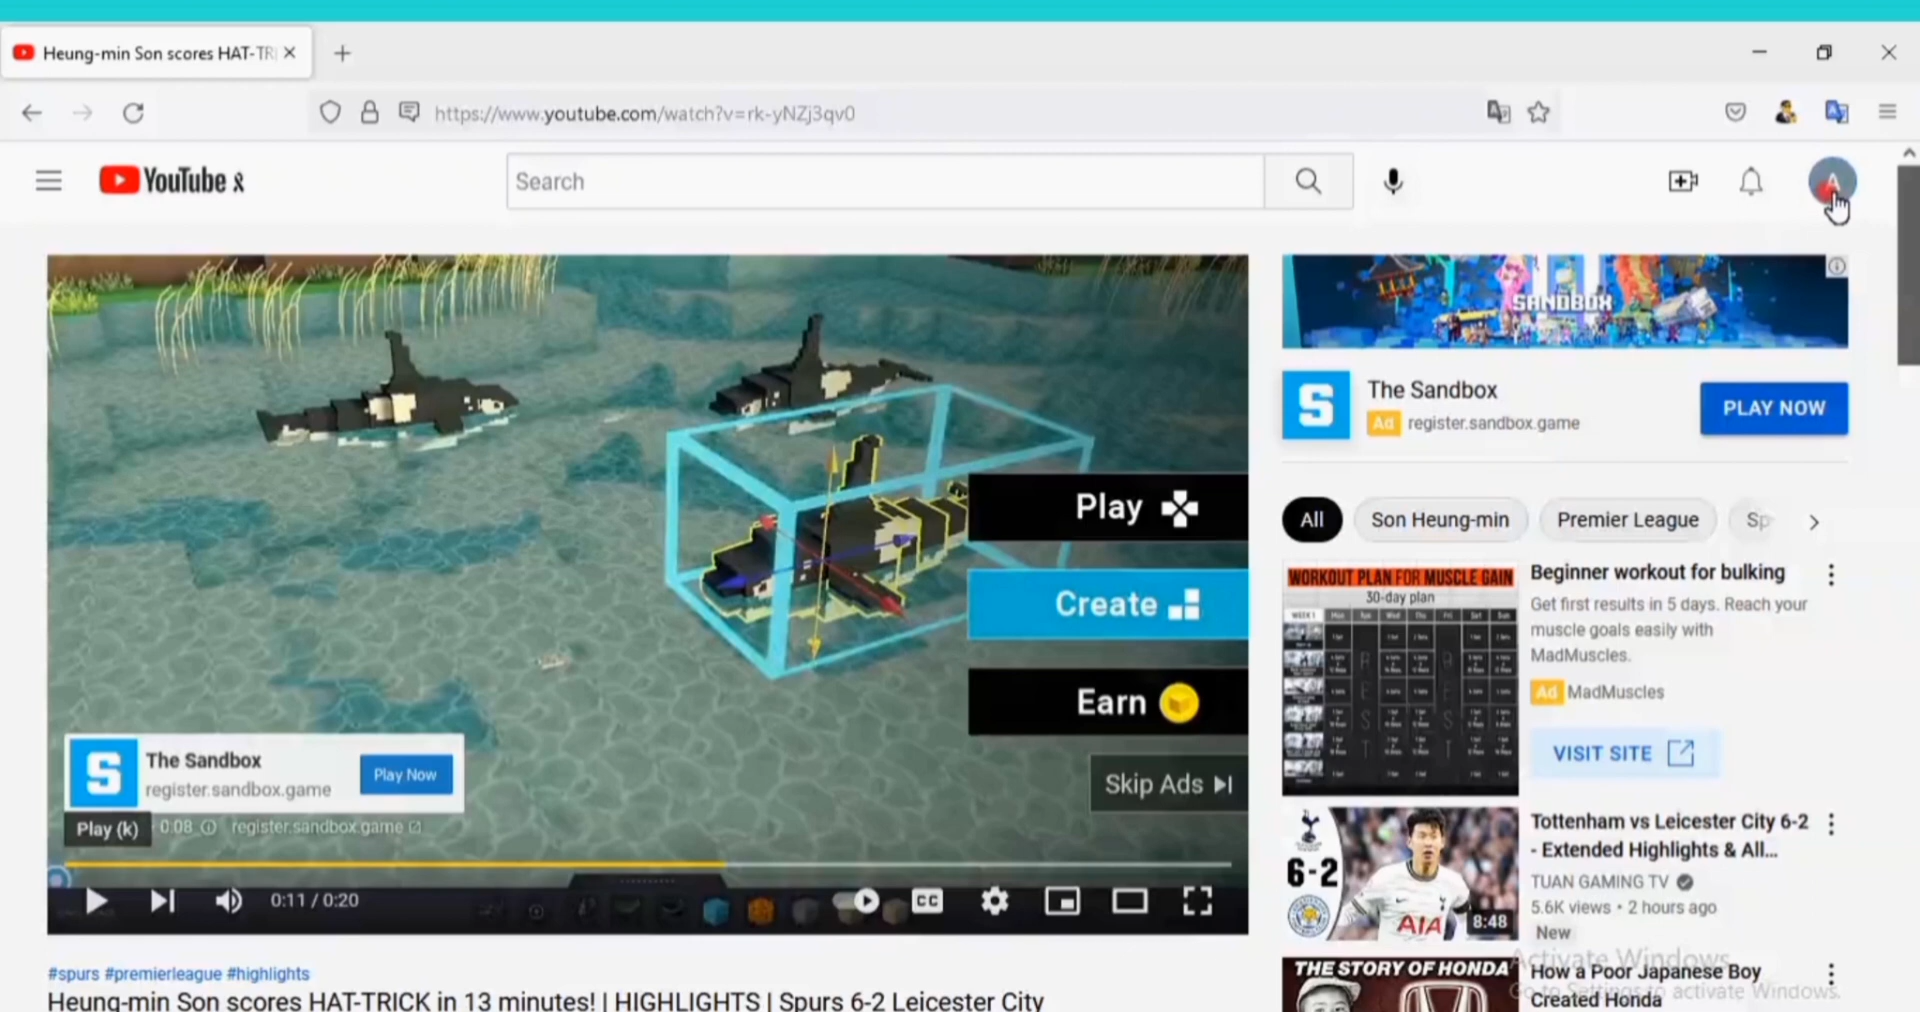 Heung-min Son scores HAT-TRI
https://www.youtube.com/watch?v=rk-yNZj3qv0
YouTube
Search
A
SANDBOX
The Sandbox
Ad register.sandbox.game
PLAY NOW
Play
Create
Earn
Skip Ads
S
The Sandbox
register.sandbox.game
Play Now
Play (k)
0:08 register.sandbox.game
0:11 / 0:20
CC
All
Son Heung-min
Premier League
Sp
WORKOUT PLAN FOR MUSCLE GAIN
30-day plan
Beginner workout for bulking
Get first results in 5 days. Reach your
muscle goals easily with
MadMuscles.
Ad MadMuscles
VISIT SITE
6-2
AIA
8:48
Tottenham vs Leicester City 6-2
- Extended Highlights & All...
TUAN GAMING TV
5.6K views • 2 hours ago
New
THE STORY OF HONDA
How a Poor Japanese Boy
Created Honda
Activate Windows
Go to Settings to activate Windows.
#spurs #premierleague #highlights
Heung-min Son scores HAT-TRICK in 13 minutes! | HIGHLIGHTS | Spurs 6-2 Leicester City